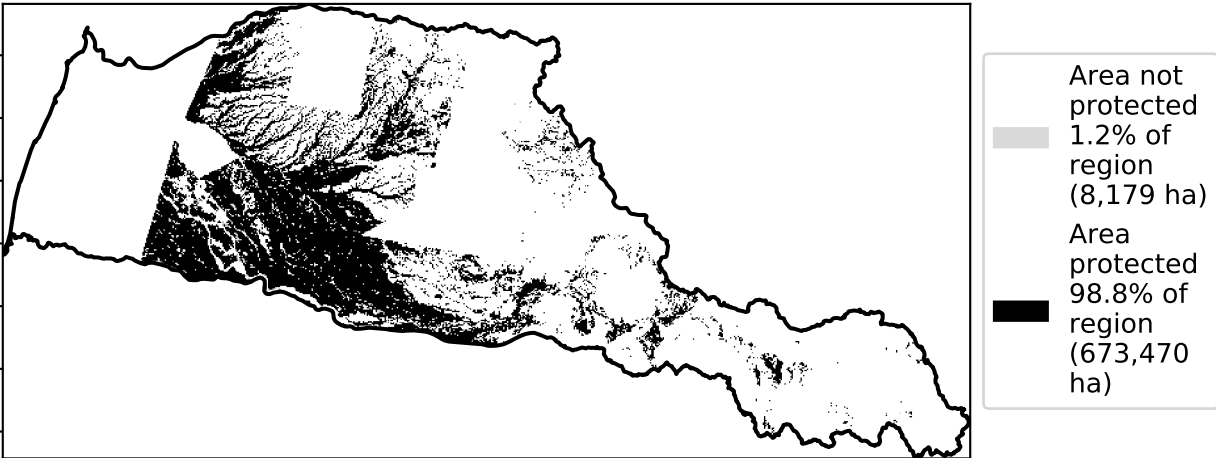 Area not
protected
1.2% of
region
(8,179 ha)
Area
protected
98.8% of
region
(673,470
ha)